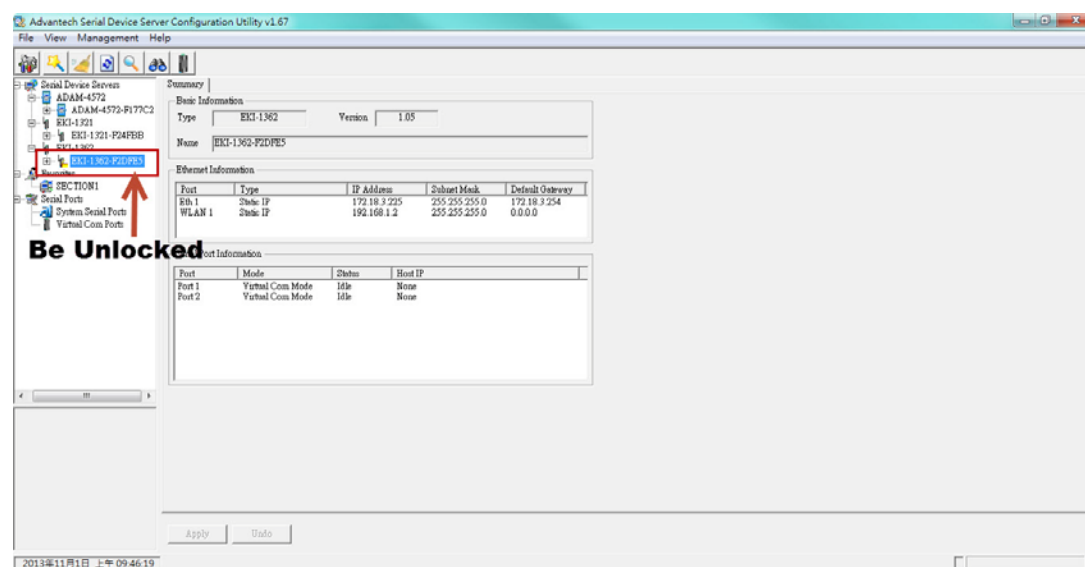 Advantech Serial Device Server Configuration Utility v1.67
File View Management Help
Serial Device Servers
ADAM-4572
ADAM-4572-F177C2
EKI-1321
EKI-1321-F24FBB
EKI-1362
EKI-1362-F2DFE5
Favorites
SECTION1
Serial Ports
System Serial Ports
Virtual Com Ports
Be Unlocked
Summary
Basic Information
Type EKI-1362 Version 1.05
Name EKI-1362-F2DFE5
Ethernet Information
Port Type IP Address Subnet Mask Default Gateway
Eth 1 Static IP 172.18.3.225 255.255.255.0 172.18.3.254
WLAN 1 Static IP 192.168.1.2 255.255.255.0 0.0.0.0
Port Information
Port Mode Status Host IP
Port 1 Virtual Com Mode Idle None
Port 2 Virtual Com Mode Idle None
Apply Undo
2013年11月1日 上午 09:46:19